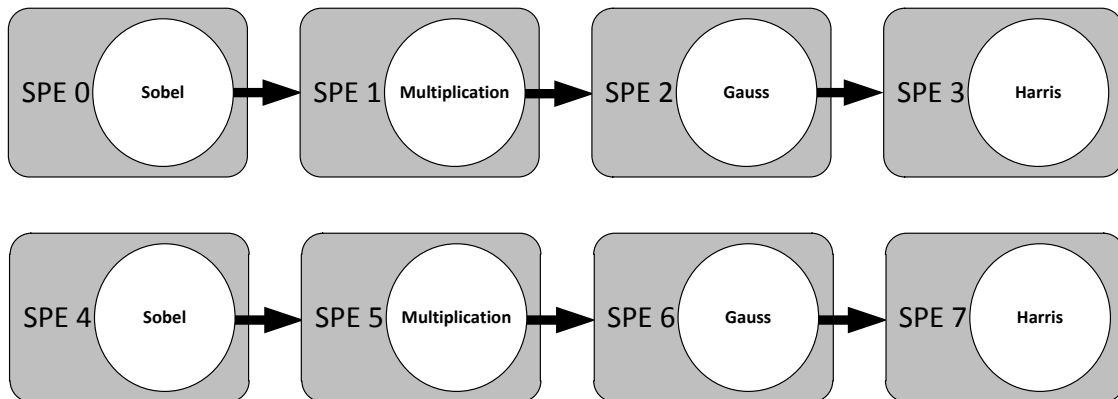 SPE 0 Sobel SPE 1 Multiplication SPE 2 Gauss SPE 3 Harris
SPE 4 Sobel SPE 5 Multiplication SPE 6 Gauss SPE 7 Harris